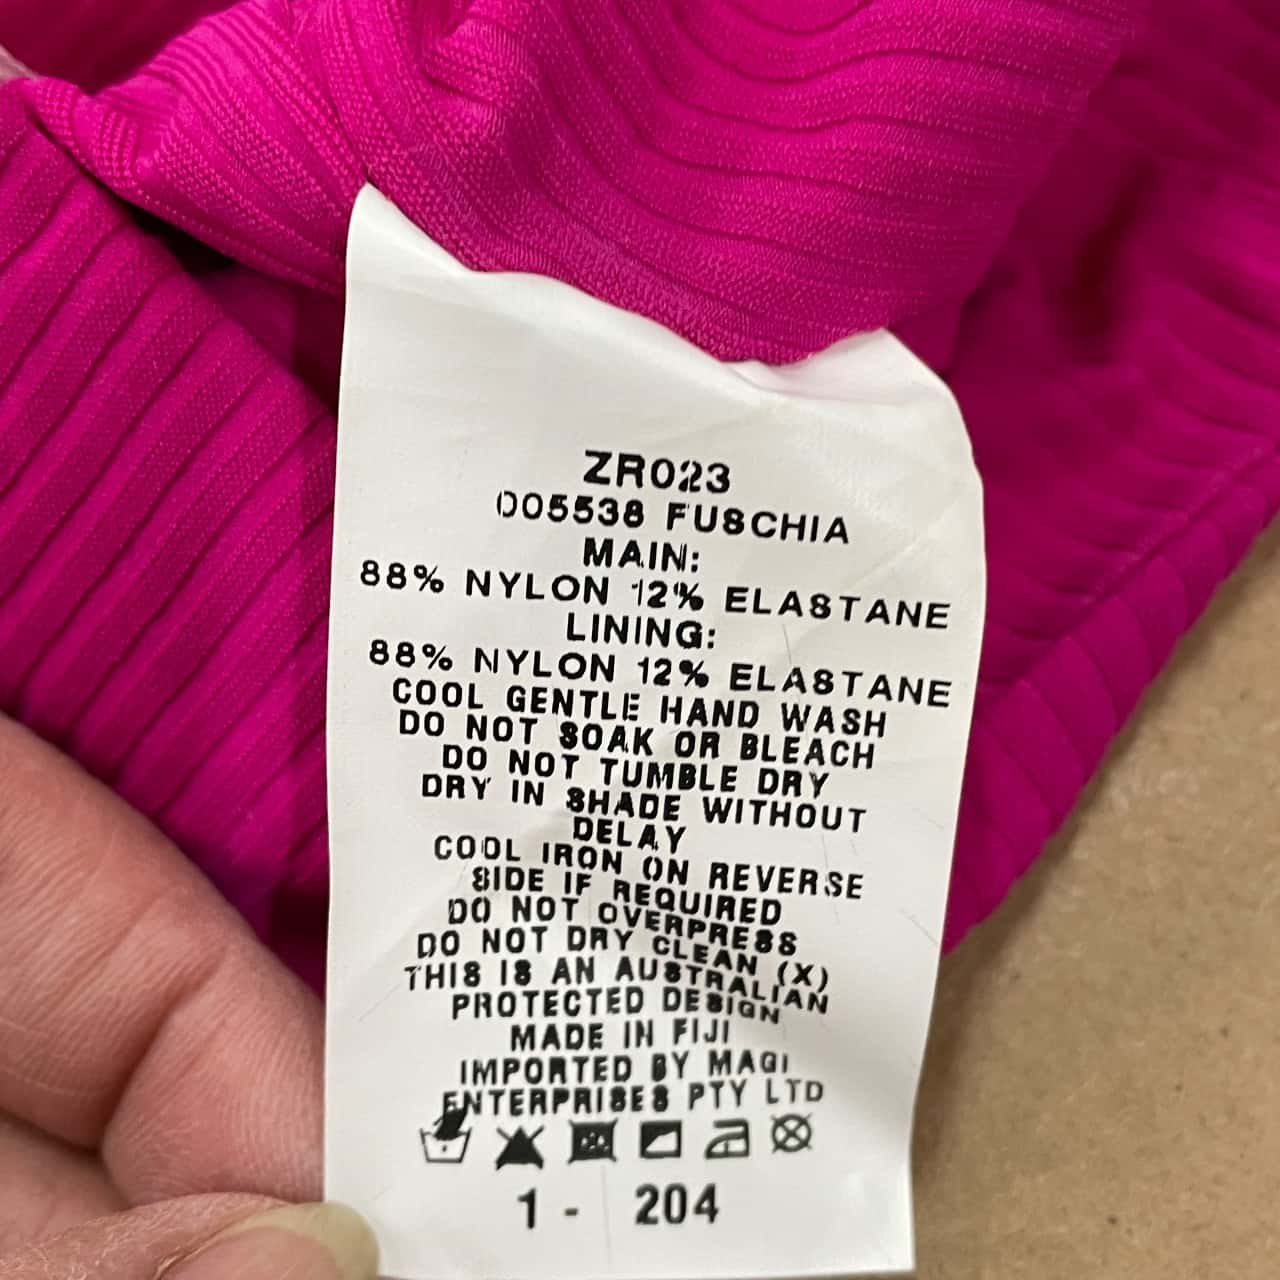 ZR023
005538 FUSCHIA
MAIN:
88% NYLON 12% ELASTANE
LINING:
88% NYLON 12% ELASTANE
COOL GENTLE HAND WASH
DO NOT SOAK OR BLEACH
DO NOT TUMBLE DRY
DRY IN SHADE WITHOUT
DELAY
COOL IRON ON REVERSE
SIDE IF REQUIRED
DO NOT OVERPRESS
DO NOT DRY CLEAN (X)
THIS IS AN AUSTRALIAN
PROTECTED DESIGN
MADE IN FIJI
IMPORTED BY MAGI
ENTERPRISES PTY LTD
1 - 204